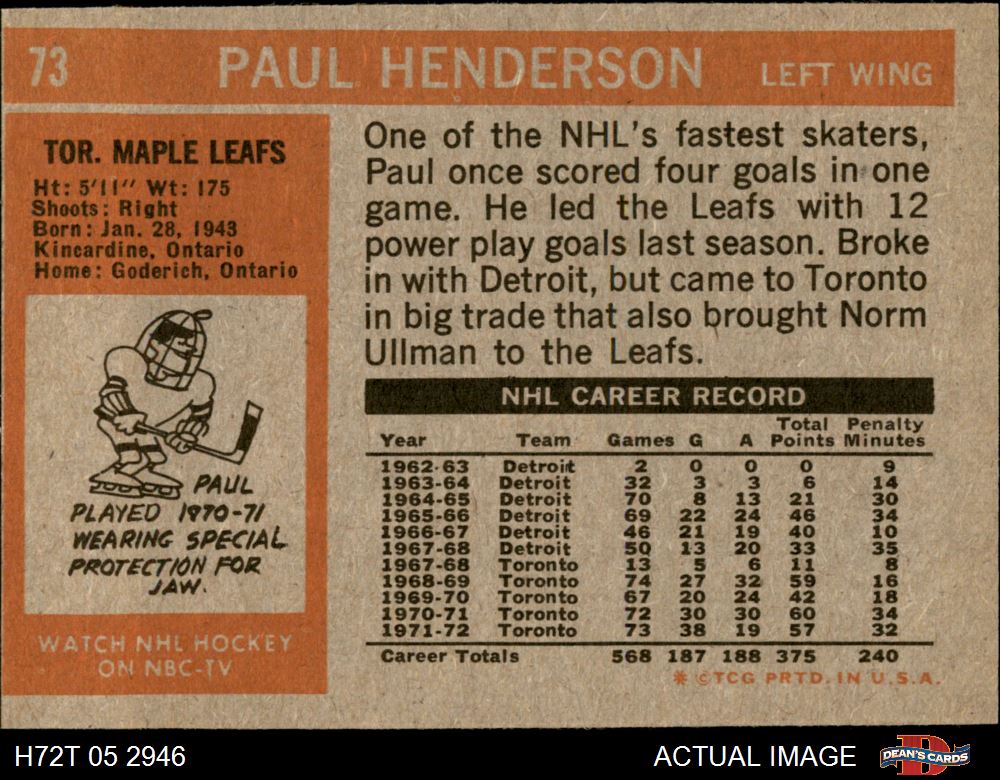 73 PAUL HENDERSON LEFT WING
TOR. MAPLE LEAFS
Ht: 5'11" Wt: 175
Shoots: Right
Born: Jan. 28, 1943
Kincardine, Ontario
Home: Goderich, Ontario
PAUL
PLAYED 1970-71
WEARING SPECIAL
PROTECTION FOR
JAW.
WATCH NHL HOCKEY
ON NBC-TV
One of the NHL's fastest skaters,
Paul once scored four goals in one
game. He led the Leafs with 12
power play goals last season. Broke
in with Detroit, but came to Toronto
in big trade that also brought Norm
Ullman to the Leafs.
NHL CAREER RECORD
Total Penalty
Year Team Games G A Points Minutes
1962-63 Detroit 2 0 0 0 9
1963-64 Detroit 32 3 3 6 14
1964-65 Detroit 70 8 13 21 30
1965-66 Detroit 69 22 24 46 34
1966-67 Detroit 46 21 19 40 10
1967-68 Detroit 50 13 20 33 35
1967-68 Toronto 13 5 6 11 8
1968-69 Toronto 74 27 32 59 16
1969-70 Toronto 67 20 24 42 18
1970-71 Toronto 72 30 30 60 34
1971-72 Toronto 73 38 19 57 32
Career Totals 568 187 188 375 240
* ©TCG PRTD. IN U.S.A.
H72T 05 2946 ACTUAL IMAGE D DEAN'S CARDS